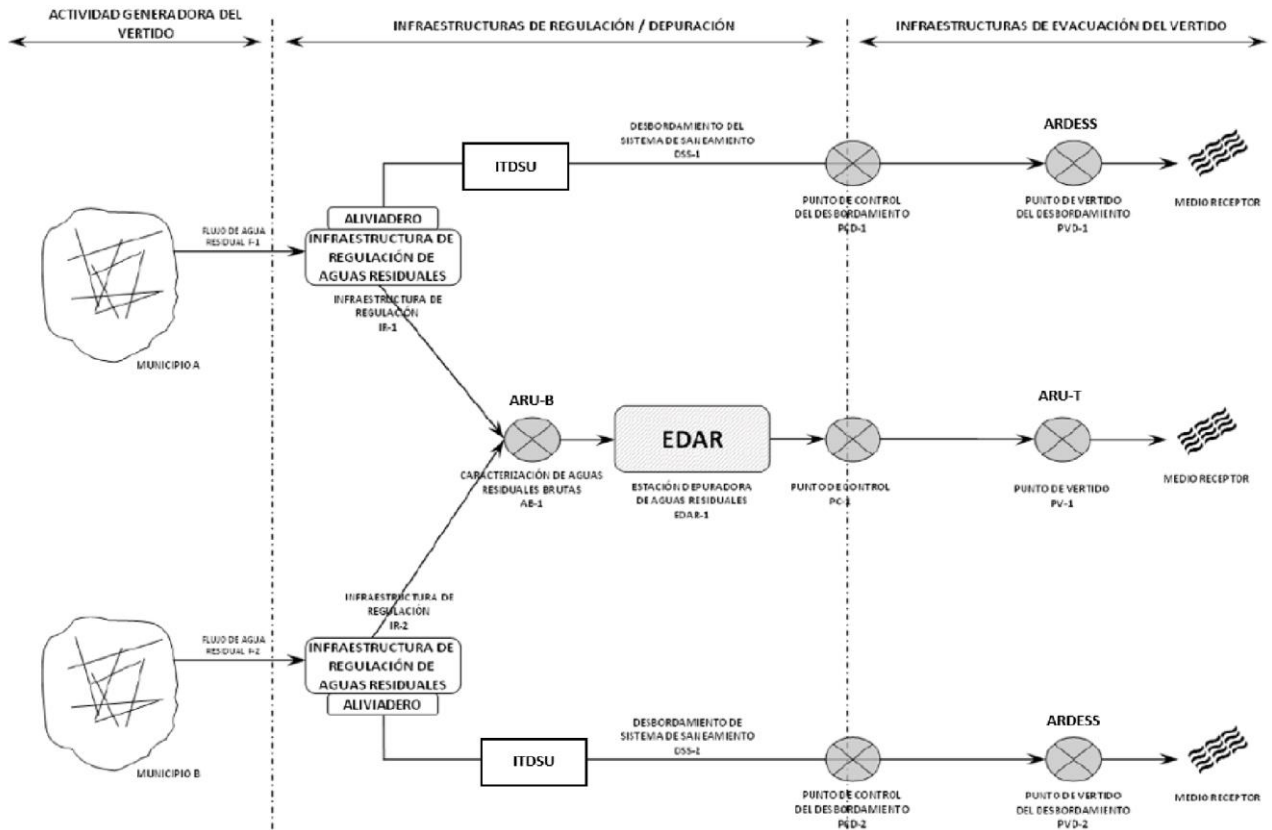 ACTIVIDAD GENERADORA DEL
VERTIDO
INFRAESTRUCTURAS DE REGULACIÓN / DEPURACIÓN
INFRAESTRUCTURAS DE EVACUACIÓN DEL VERTIDO
DESBORDAMIENTO DEL
SISTEMA DE SANEAMIENTO
DSS-1
ITDSU
ARDESS
PUNTO DE CONTROL
DEL DESBORDAMIENTO
PCD-1
PUNTO DE VERTIDO
DEL DESBORDAMIENTO
PVD-1
MEDIO RECEPTOR
ALIVIADERO
FLUJO DE AGUA
RESIDUAL F-1
INFRAESTRUCTURA DE
REGULACIÓN DE
AGUAS RESIDUALES
INFRAESTRUCTURA DE
REGULACIÓN
IR-1
MUNICIPIO A
ARU-B
EDAR
ARU-T
CARACTERIZACIÓN DE AGUAS
RESIDUALES BRUTAS
AB-1
ESTACIÓN DEPURADORA
DE AGUAS RESIDUALES
EDAR-1
PUNTO DE CONTROL
PC-1
PUNTO DE VERTIDO
PV-1
MEDIO RECEPTOR
INFRAESTRUCTURA DE
REGULACIÓN
IR-2
FLUJO DE AGUA
RESIDUAL F-2
INFRAESTRUCTURA DE
REGULACIÓN DE
AGUAS RESIDUALES
ALIVIADERO
MUNICIPIO B
DESBORDAMIENTO DE
SISTEMA DE SANEAMIENTO
DSS-2
ITDSU
ARDESS
PUNTO DE CONTROL
DEL DESBORDAMIENTO
PCD-2
PUNTO DE VERTIDO
DEL DESBORDAMIENTO
PVD-2
MEDIO RECEPTOR